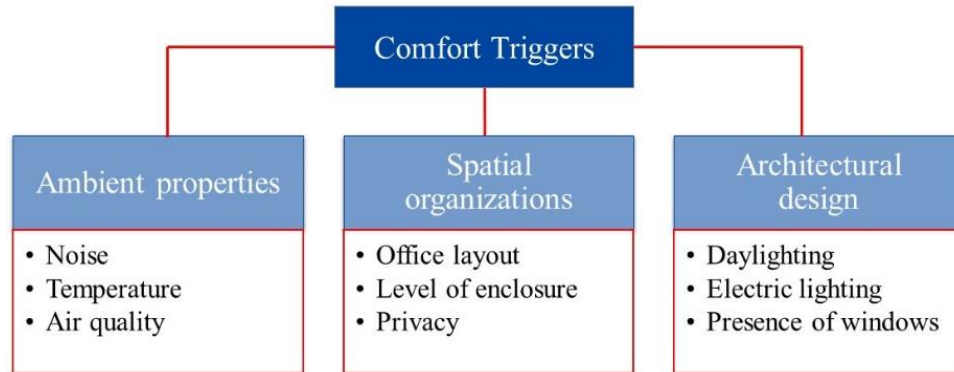 Comfort Triggers
Ambient properties
• Noise
• Temperature
• Air quality
Spatial
organizations
• Office layout
• Level of enclosure
• Privacy
Architectural
design
• Daylighting
• Electric lighting
• Presence of windows